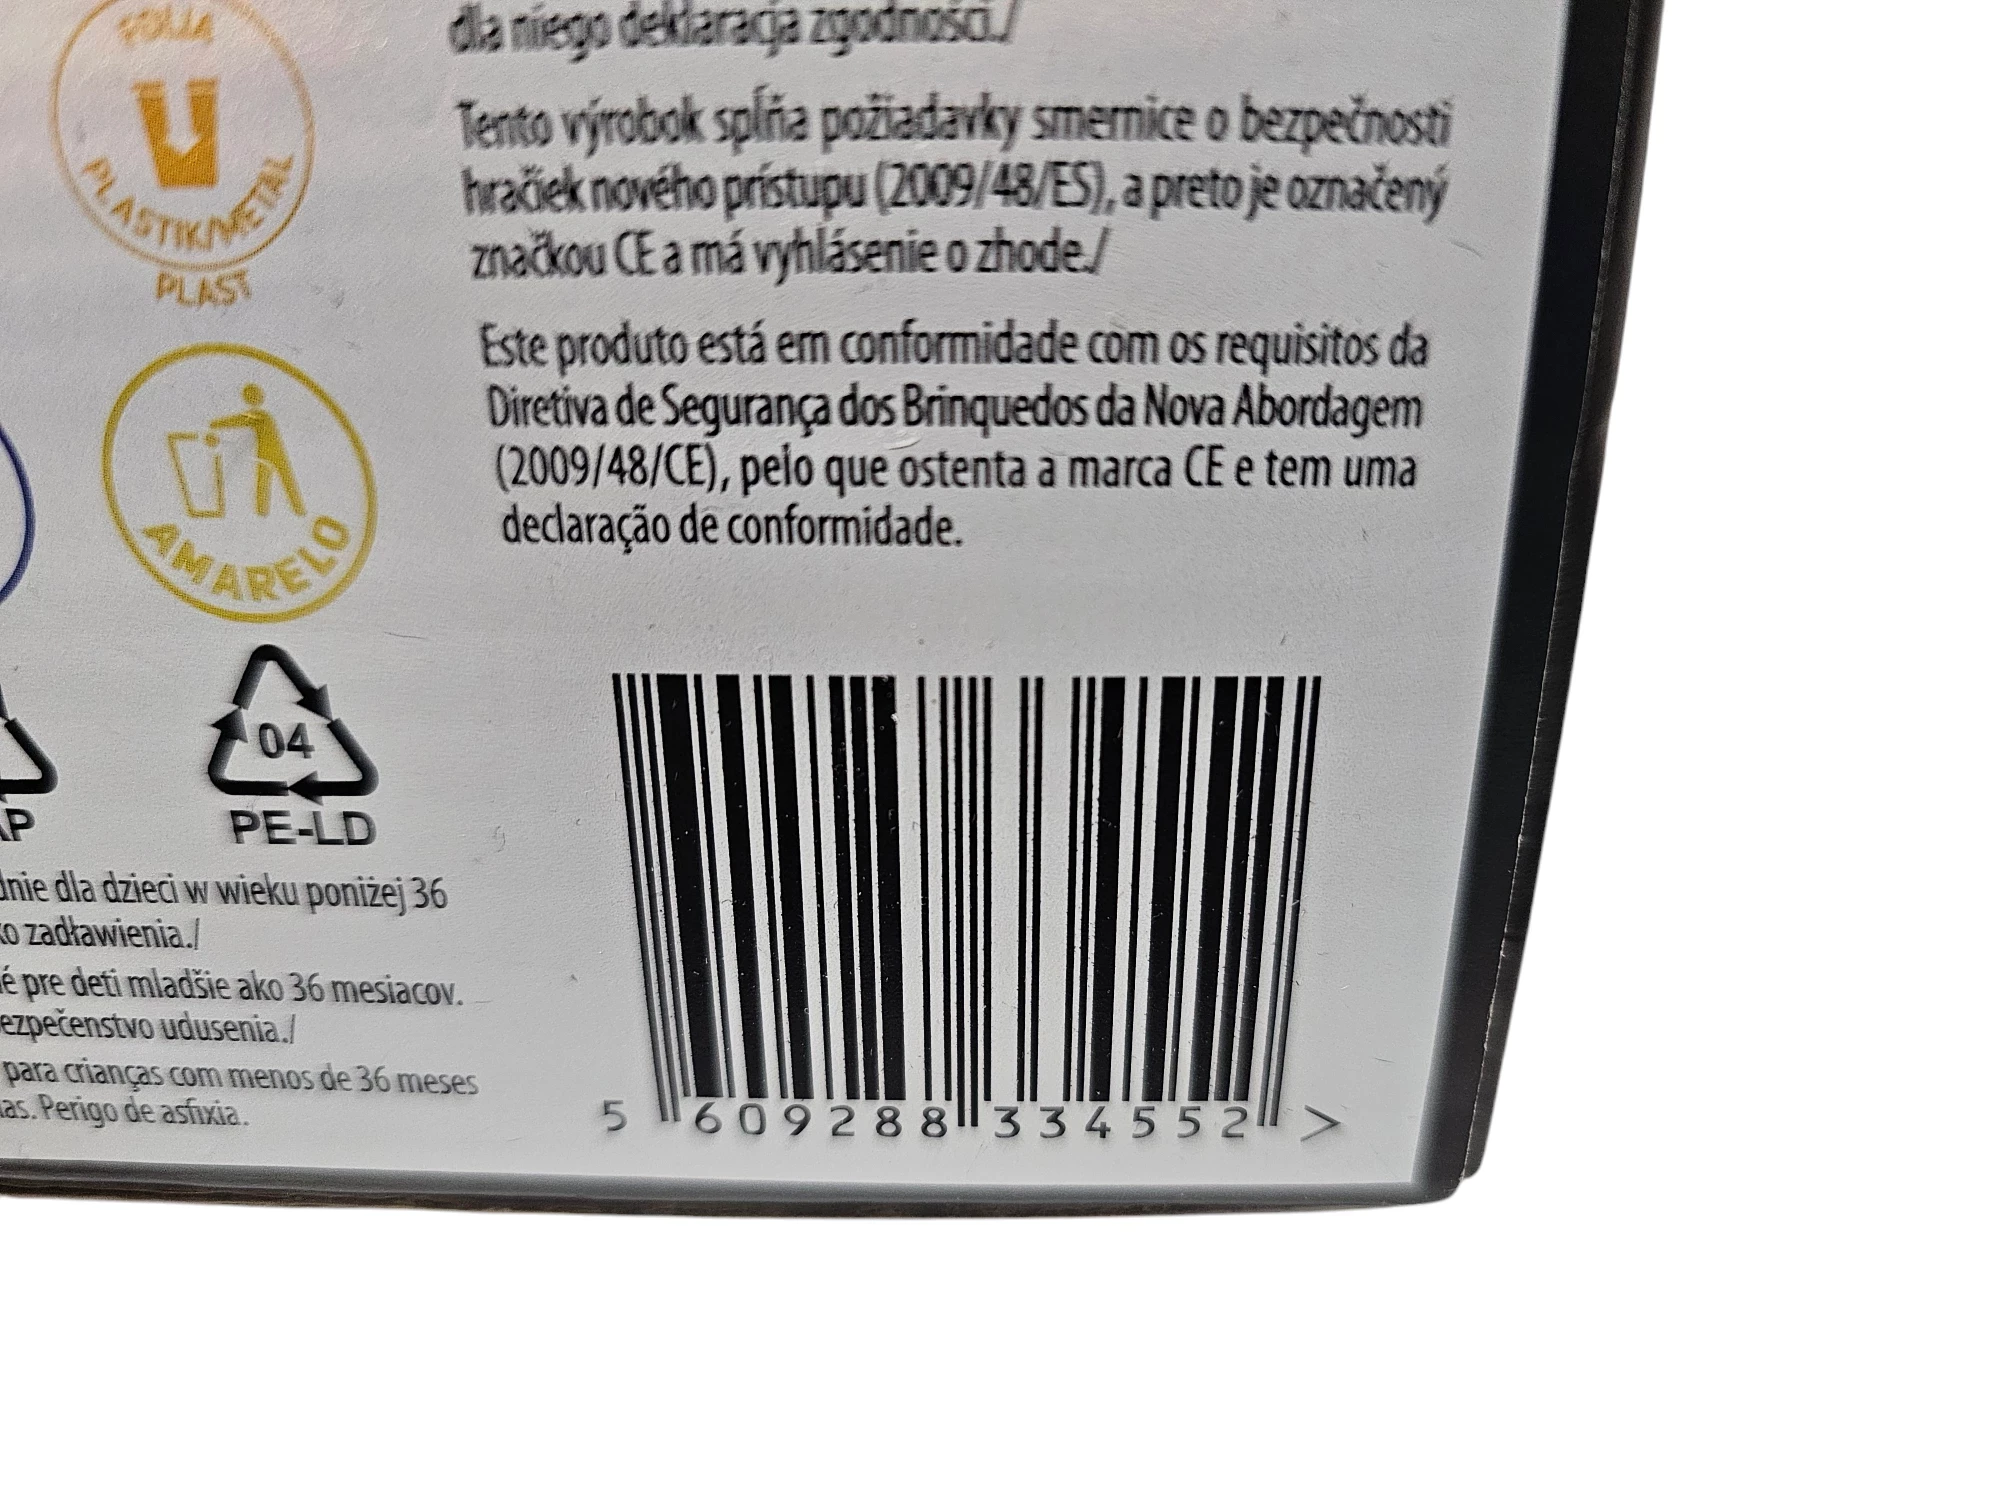 FOLIA
PLASTIK/METAL
PLAST
AMARELO
04
PE-LD
AP
dla niego deklaracja zgodności./
Tento výrobok spĺňa požiadavky smernice o bezpečnosti
hračiek nového prístupu (2009/48/ES), a preto je označený
značkou CE a má vyhlásenie o zhode./
Este produto está em conformidade com os requisitos da
Diretiva de Segurança dos Brinquedos da Nova Abordagem
(2009/48/CE), pelo que ostenta a marca CE e tem uma
declaração de conformidade.
dla dzieci w wieku poniżej 36
zadławienia./
pre deti mladšie ako 36 mesiacov.
udusenia./
para crianças com menos de 36 meses
Perigo de asfixia.
5 609288 334552 >